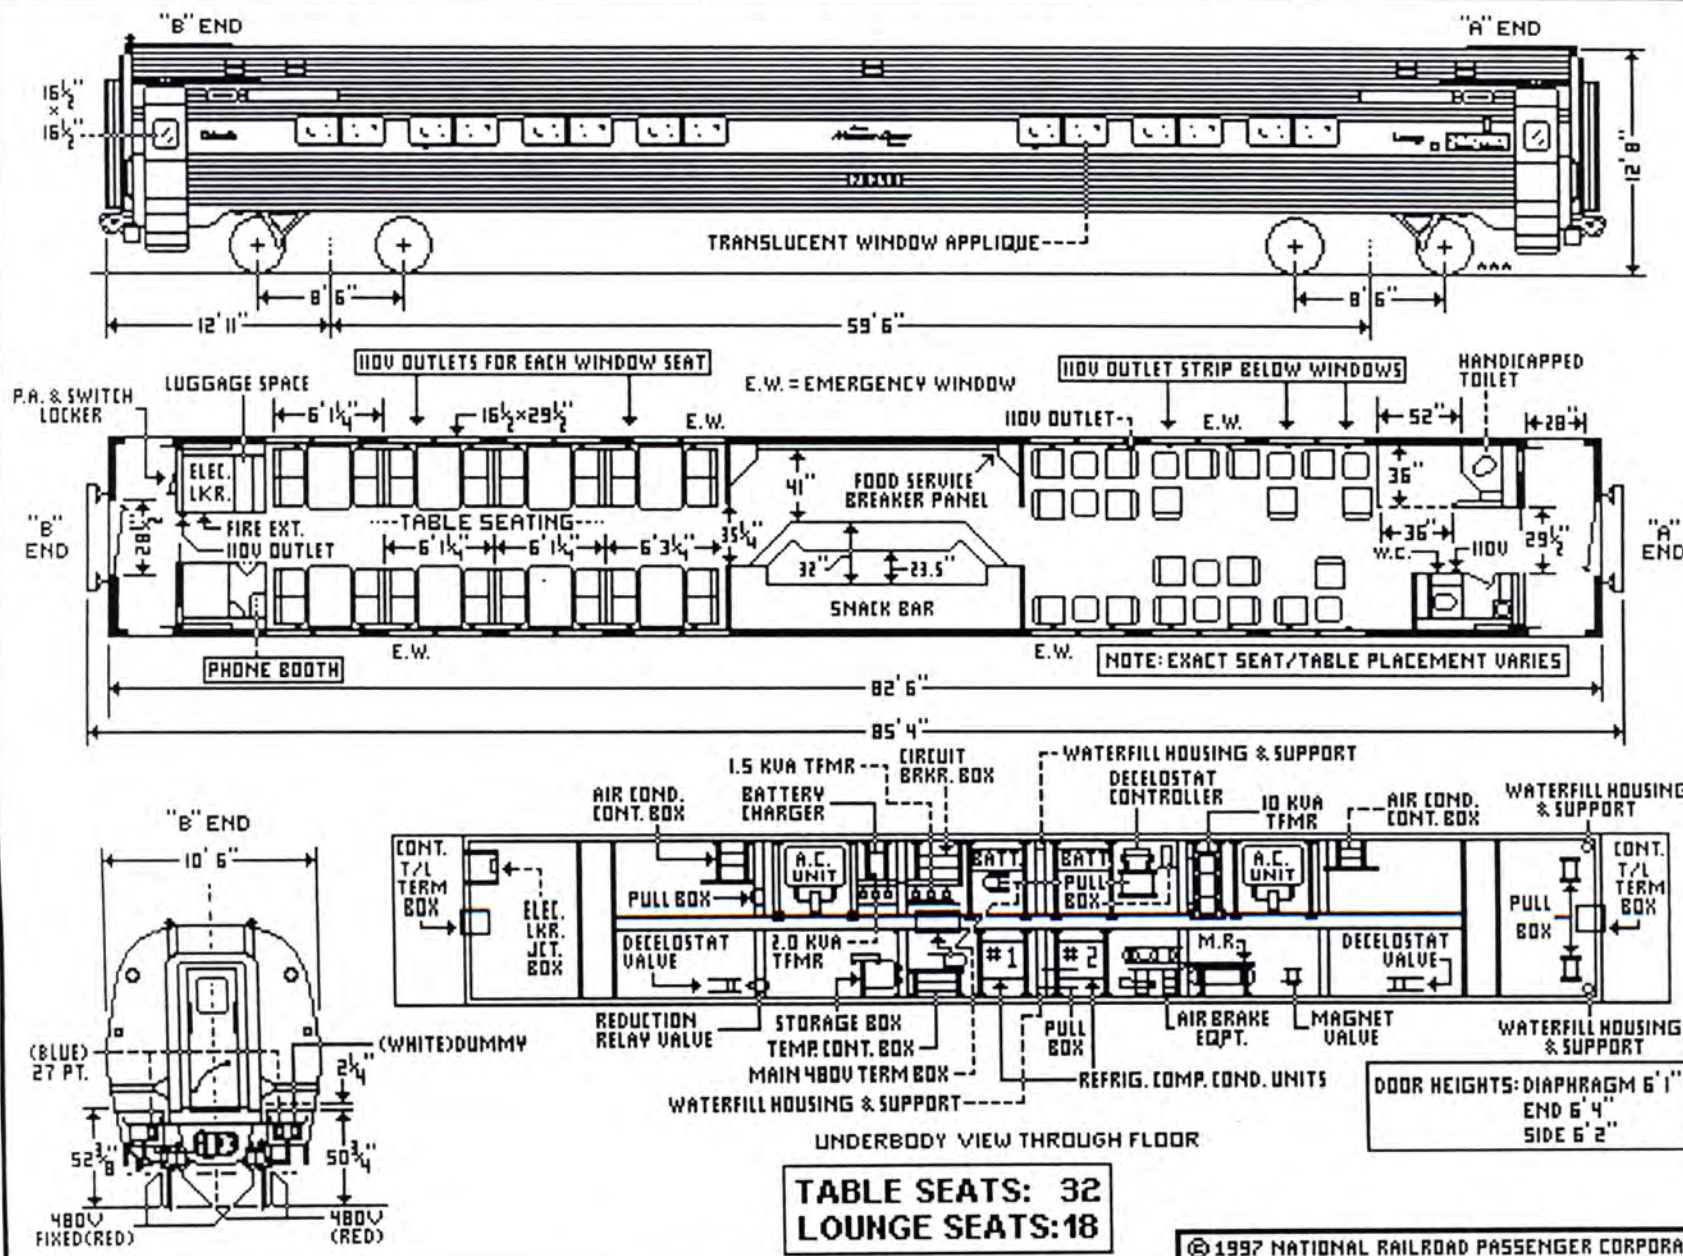 "B" END
"A" END
16½"
x
16½"
12'8"
Lounge
TRANSLUCENT WINDOW APPLIQUE
8'6"
8'6"
12'11"
59'6"
110V OUTLETS FOR EACH WINDOW SEAT
E.W. = EMERGENCY WINDOW
110V OUTLET STRIP BELOW WINDOWS
HANDICAPPED
TOILET
P.A. & SWITCH
LOCKER
LUGGAGE SPACE
6'1¼"
16½"×29½"
E.W.
110V OUTLET
E.W.
52"
28"
ELEC.
LKR.
41"
FOOD SERVICE
BREAKER PANEL
36"
"B"
END
28½"
FIRE EXT.
110V OUTLET
TABLE SEATING
6'1¼"
6'1¼"
6'3¼"
35¼"
32"
23.5"
SNACK BAR
36"
W.C.
110V
29½"
"A"
END
PHONE BOOTH
E.W.
E.W.
NOTE: EXACT SEAT/TABLE PLACEMENT VARIES
82'6"
85'4"
"B" END
10'6"
(BLUE)
27 PT.
(WHITE) DUMMY
2¼"
52⅜"
50¾"
480V
FIXED (RED)
480V
(RED)
1.5 KVA TFMR
CIRCUIT
BRKR. BOX
WATERFILL HOUSING & SUPPORT
AIR COND.
CONT. BOX
BATTERY
CHARGER
DECELOSTAT
CONTROLLER
10 KVA
TFMR
AIR COND.
CONT. BOX
WATERFILL HOUSING
& SUPPORT
CONT.
T/L
TERM
BOX
ELEC.
LKR.
JCT.
BOX
PULL BOX
A.C.
UNIT
BATT.
BATT.
PULL
BOX
A.C.
UNIT
PULL
BOX
CONT.
T/L
TERM
BOX
DECELOSTAT
VALVE
2.0 KVA
TFMR
#1
#2
M.R.
DECELOSTAT
VALVE
REDUCTION
RELAY VALVE
STORAGE BOX
TEMP. CONT. BOX
MAIN 480V TERM BOX
WATERFILL HOUSING & SUPPORT
PULL
BOX
AIR BRAKE
EQPT.
MAGNET
VALVE
WATERFILL HOUSING
& SUPPORT
REFRIG. COMP. COND. UNITS
UNDERBODY VIEW THROUGH FLOOR
DOOR HEIGHTS: DIAPHRAGM 6'1"
END 6'4"
SIDE 6'2"
TABLE SEATS: 32
LOUNGE SEATS: 18
© 1997 NATIONAL RAILROAD PASSENGER CORPORA